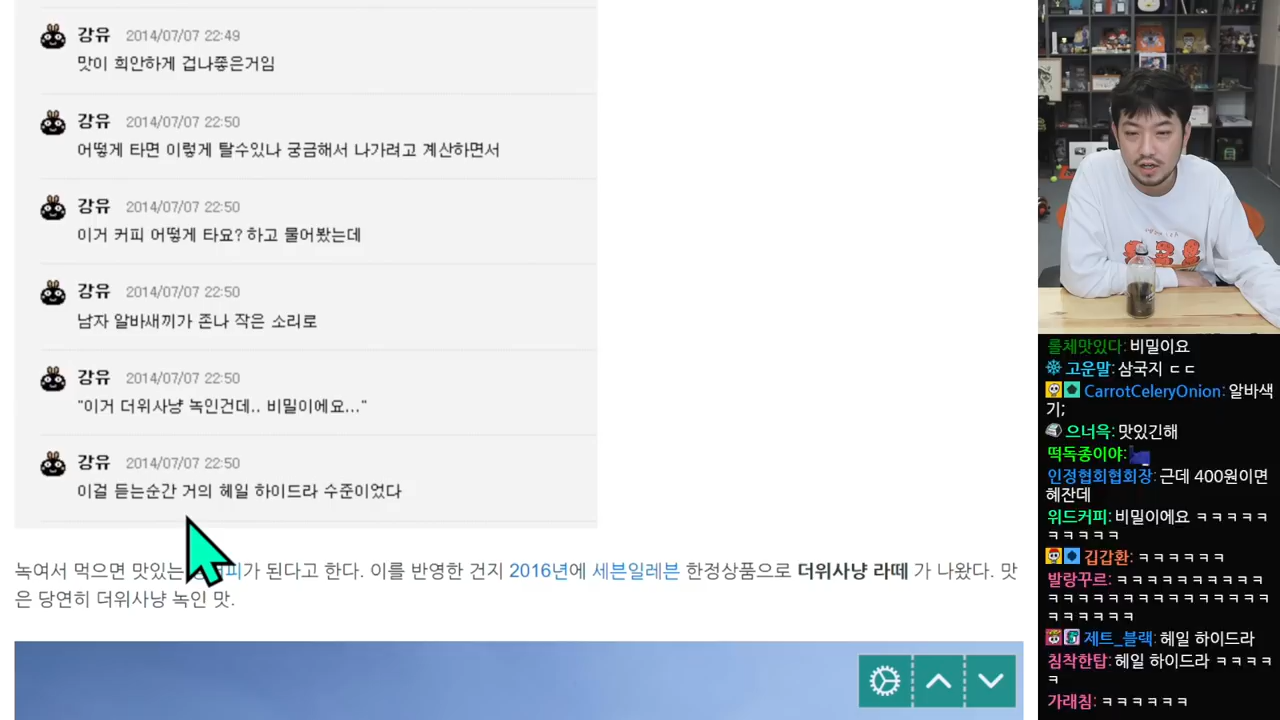 강유 2014/07/07 22:49
맛이 희안하게 겁나좋은거임
강유 2014/07/07 22:50
어떻게 타면 이렇게 탈수있나 궁금해서 나가려고 계산하면서
강유 2014/07/07 22:50
이거 커피 어떻게 타요? 하고 물어봤는데
강유 2014/07/07 22:50
남자 알바새끼가 존나 작은 소리로
강유 2014/07/07 22:50
"이거 더위사냥 녹인건데.. 비밀이에요..."
강유 2014/07/07 22:50
이걸 듣는순간 거의 헤일 하이드라 수준이었다
녹여서 먹으면 맛있는 피가 된다고 한다. 이를 반영한 건지 2016년에 세븐일레븐 한정상품으로 더위사냥 라떼 가 나왔다. 맛
은 당연히 더위사냥 녹인 맛.
롤체맛있다: 비밀이요
고운말: 삼국지 ㄷㄷ
CarrotCeleryOnion: 알바색
기;
으너윽: 맛있긴해
떡독종이야:
인정협회협회장: 근데 400원이면
혜잔데
위드커피: 비밀이에요 ㅋㅋㅋㅋㅋ
ㅋㅋㅋㅋㅋ
김갑환: ㅋㅋㅋㅋㅋㅋ
발랑꾸르: ㅋㅋㅋㅋㅋㅋㅋㅋㅋㅋ
ㅋㅋㅋㅋㅋㅋㅋㅋㅋㅋㅋㅋㅋㅋㅋ
ㅋㅋㅋㅋㅋㅋ
제트_블랙: 헤일 하이드라
침착한탑: 헤일 하이드라 ㅋㅋㅋㅋ
ㅋ
가래침: ㅋㅋㅋㅋㅋㅋ